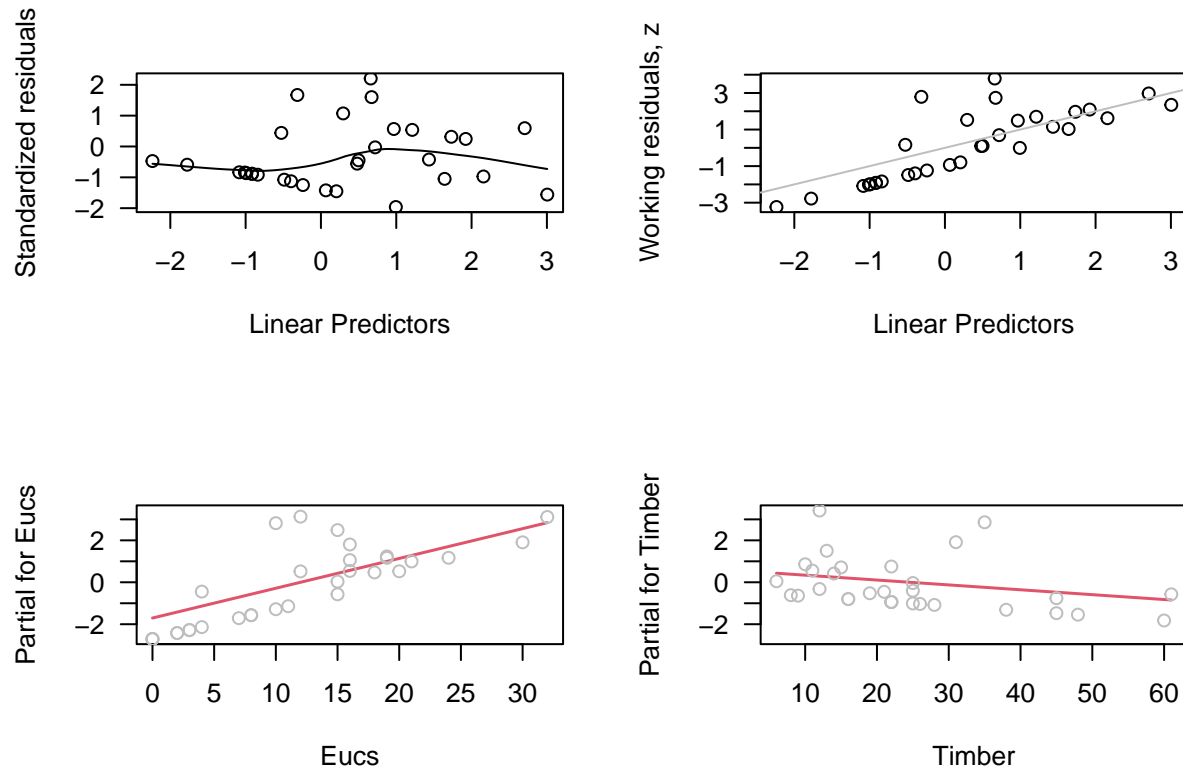 Standardized residuals
2
1
0
−1
−2
−2 −1 0 1 2 3
Linear Predictors
Working residuals, z
3
1
−1
−3
−2 −1 0 1 2 3
Linear Predictors
Partial for Eucs
2
0
−2
0 5 10 15 20 25 30
Eucs
Partial for Timber
2
0
−2
10 20 30 40 50 60
Timber